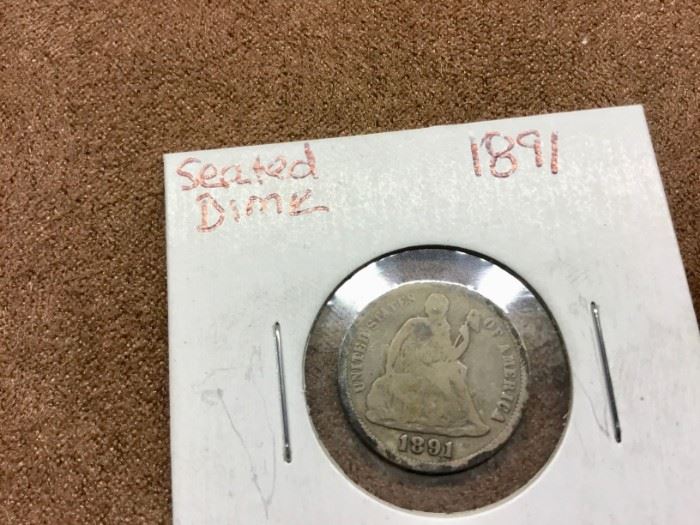 Seated 1891
Dime
UNITED STATES OF AMERICA
1891